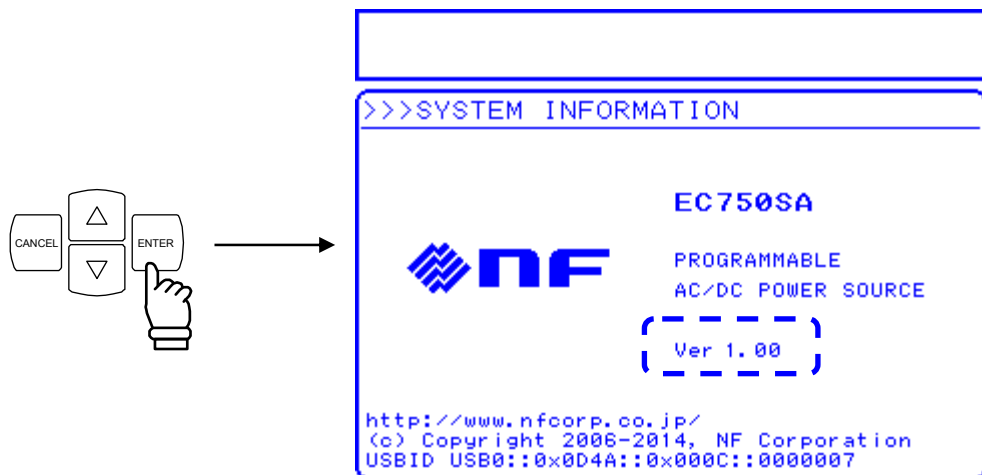 >>>SYSTEM INFORMATION
EC750SA
CANCEL
ENTER
nF
PROGRAMMABLE
AC/DC POWER SOURCE
Ver 1.00
http://www.nfcorp.co.jp/
(c) Copyright 2006-2014, NF Corporation
USBID USB0::0x0D4A::0x000C::0000007